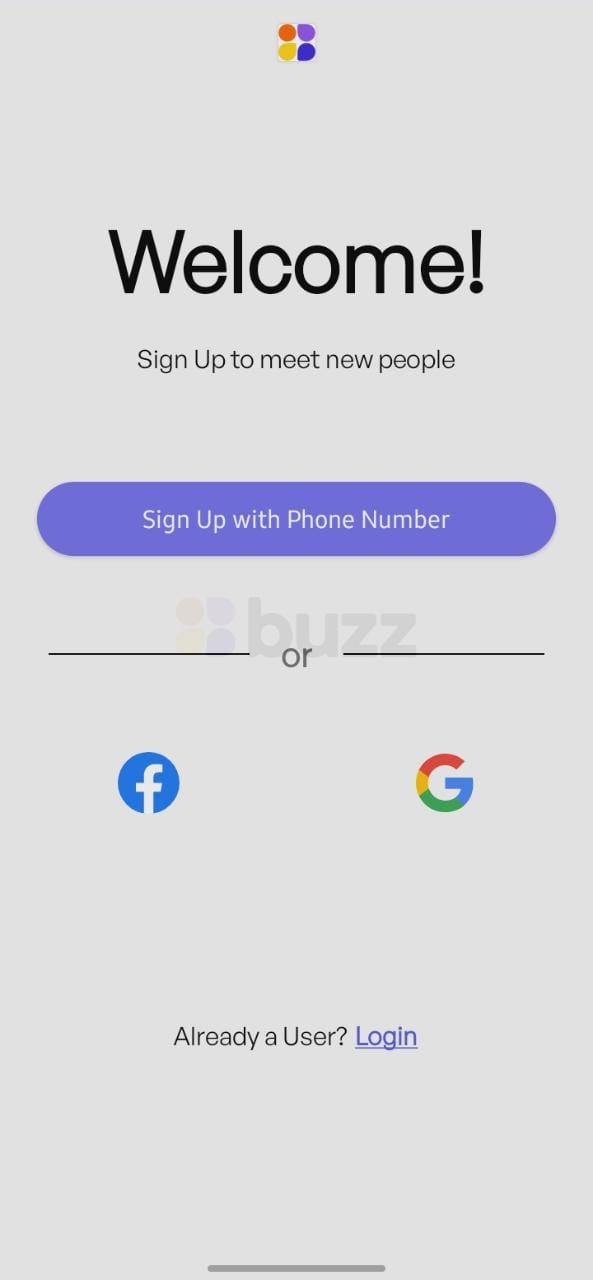 Welcome!
Sign Up to meet new people
Sign Up with Phone Number
buzz
or
Already a User? Login